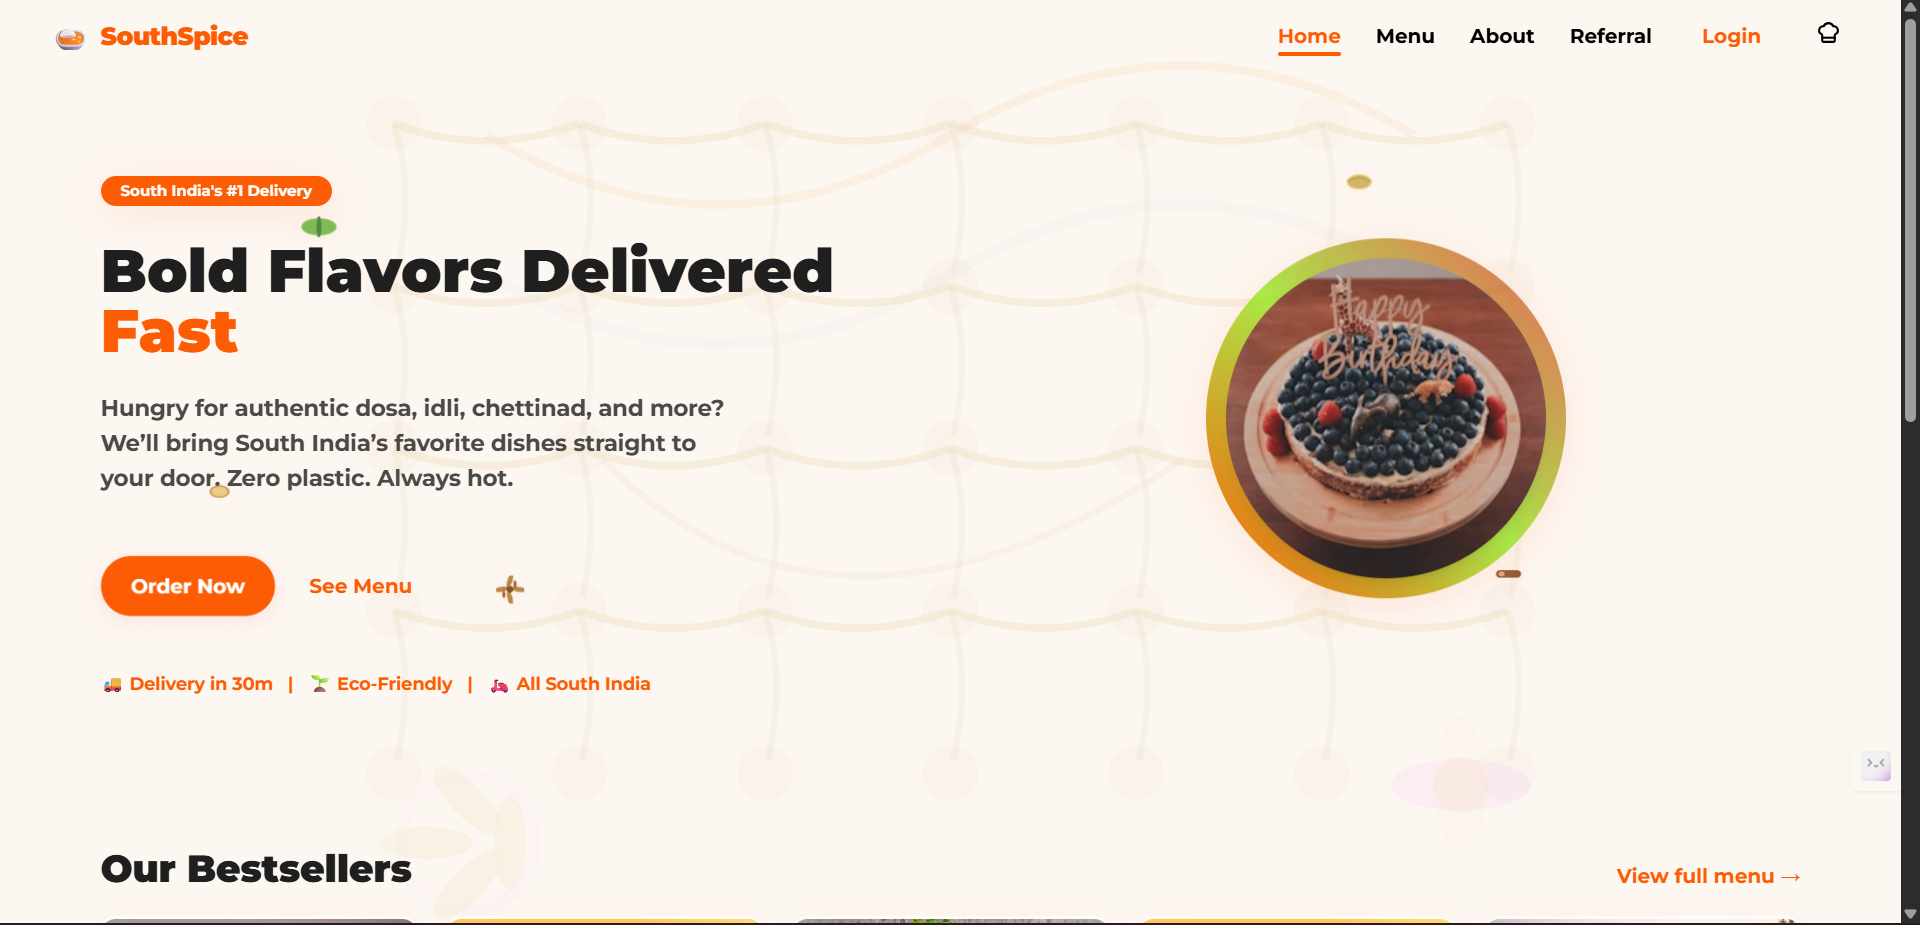 SouthSpice
Home
Menu
About
Referral
Login
South India's #1 Delivery
Bold Flavors Delivered
Fast
Hungry for authentic dosa, idli, chettinad, and more?
We’ll bring South India’s favorite dishes straight to
your door. Zero plastic. Always hot.
Happy
Birthday
Order Now
See Menu
Delivery in 30m | Eco-Friendly | All South India
Our Bestsellers
View full menu →